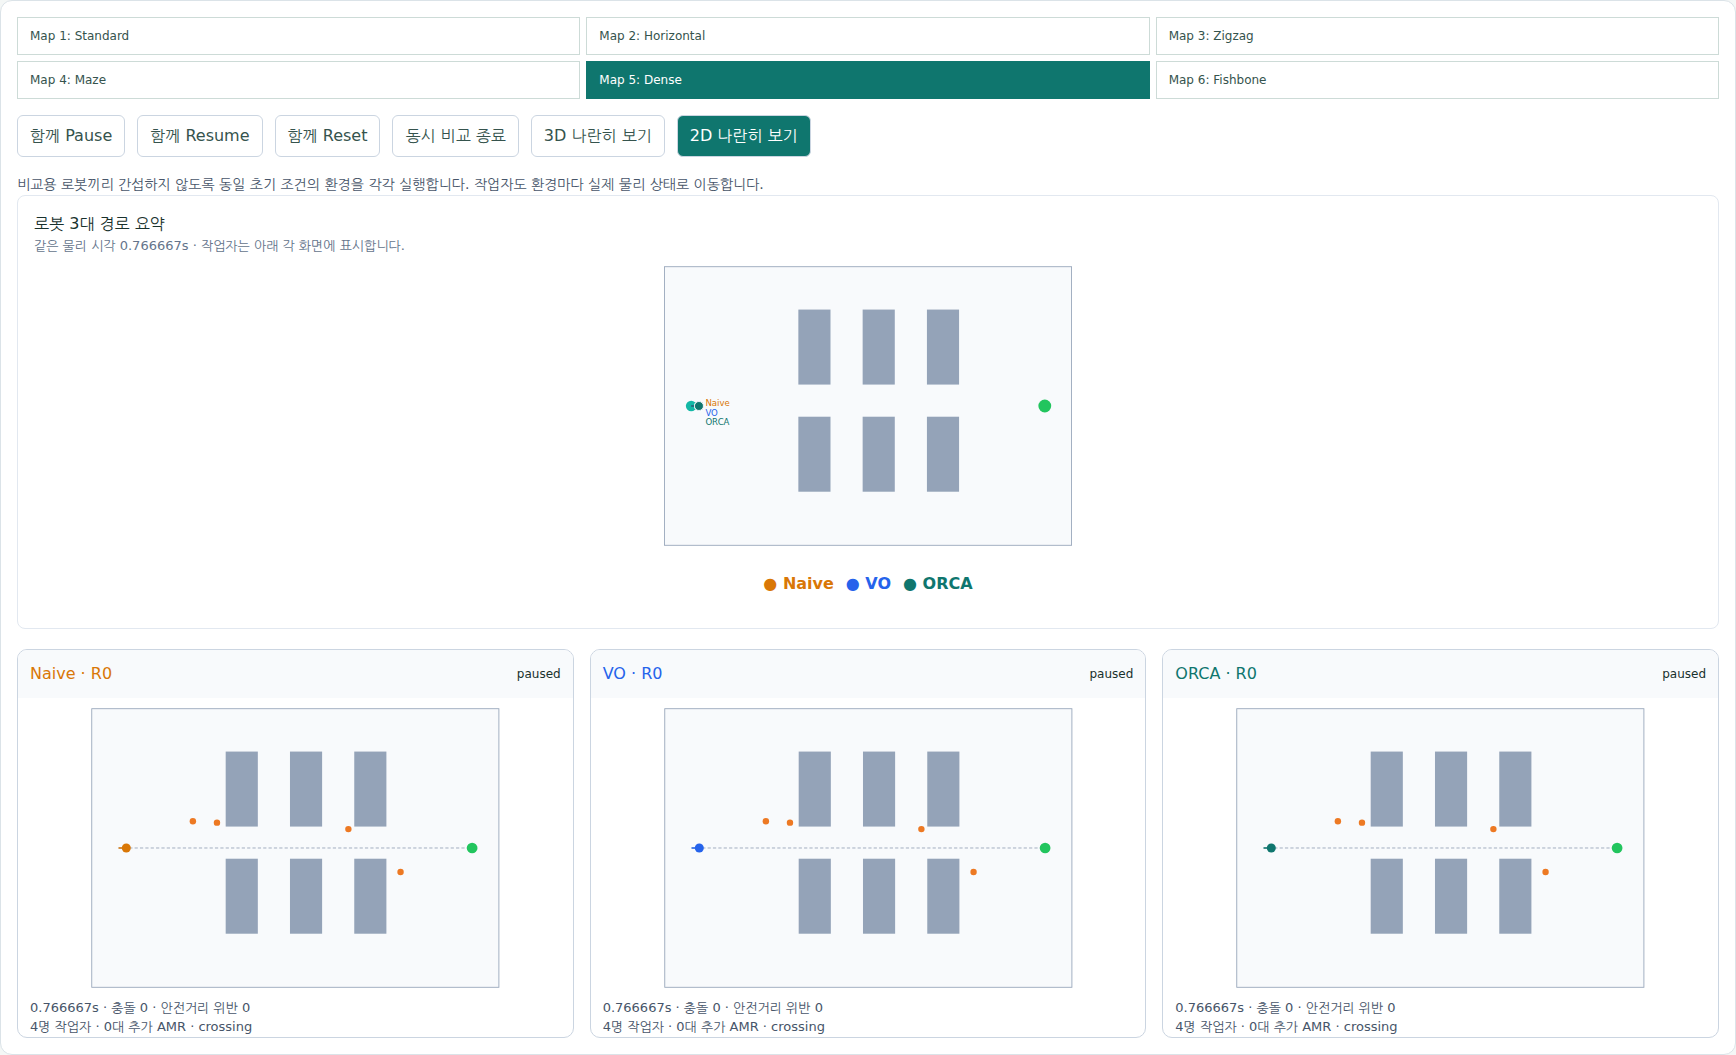 Map 1: Standard
Map 2: Horizontal
Map 3: Zigzag
Map 4: Maze
Map 5: Dense
Map 6: Fishbone
함께 Pause
함께 Resume
함께 Reset
동시 비교 종료
3D 나란히 보기
2D 나란히 보기
비교용 로봇끼리 간섭하지 않도록 동일 초기 조건의 환경을 각각 실행합니다. 작업자도 환경마다 실제 물리 상태로 이동합니다.
로봇 3대 경로 요약
같은 물리 시각 0.766667s · 작업자는 아래 각 화면에 표시합니다.
Naive
VO
ORCA
Naive
VO
ORCA
Naive · R0
paused
0.766667s · 충돌 0 · 안전거리 위반 0
4명 작업자 · 0대 추가 AMR · crossing
VO · R0
paused
0.766667s · 충돌 0 · 안전거리 위반 0
4명 작업자 · 0대 추가 AMR · crossing
ORCA · R0
paused
0.766667s · 충돌 0 · 안전거리 위반 0
4명 작업자 · 0대 추가 AMR · crossing